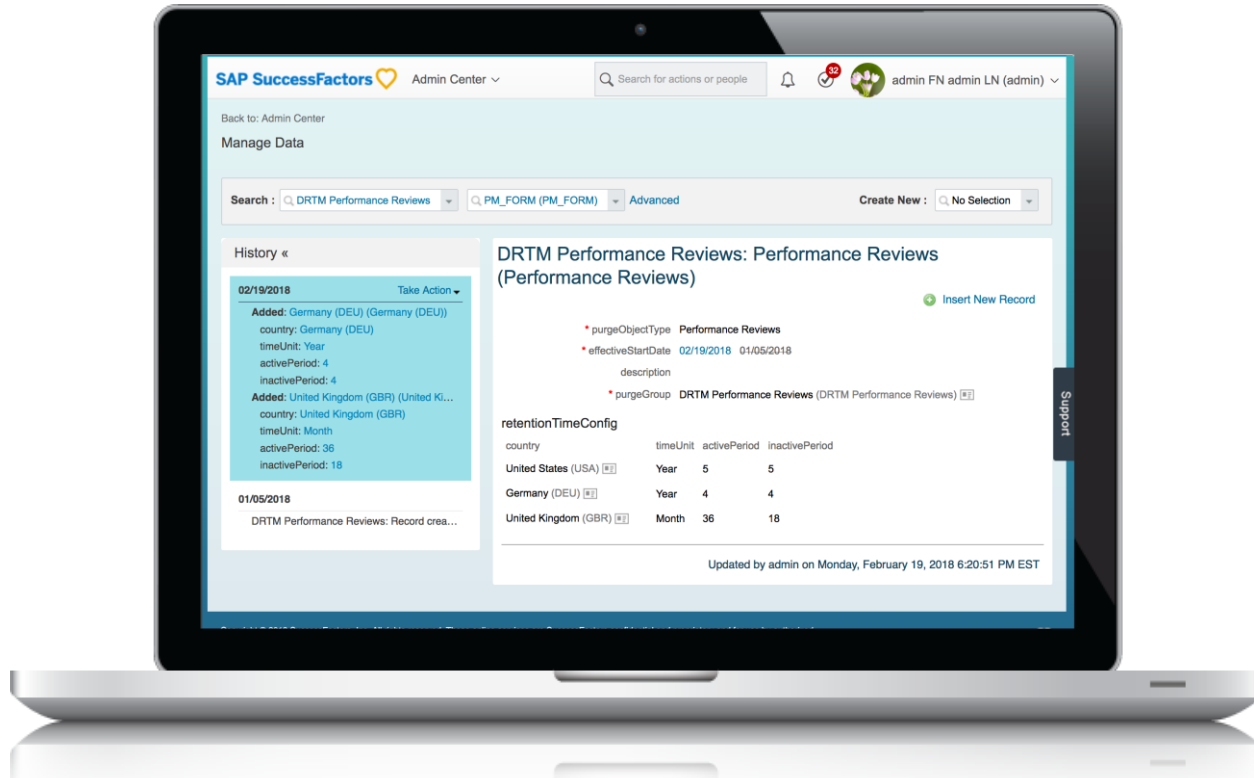 SAP SuccessFactors Admin Center Search for actions or people 32 admin FN admin LN (admin)
Back to: Admin Center
Manage Data
Search : DRTM Performance Reviews PM_FORM (PM_FORM) Advanced Create New : No Selection
History «
02/19/2018 Take Action
Added: Germany (DEU) (Germany (DEU))
country: Germany (DEU)
timeUnit: Year
activePeriod: 4
inactivePeriod: 4
Added: United Kingdom (GBR) (United Ki...
country: United Kingdom (GBR)
timeUnit: Month
activePeriod: 36
inactivePeriod: 18
01/05/2018
DRTM Performance Reviews: Record crea...
DRTM Performance Reviews: Performance Reviews
(Performance Reviews)
Insert New Record
* purgeObjectType Performance Reviews
* effectiveStartDate 02/19/2018 01/05/2018
description
* purgeGroup DRTM Performance Reviews (DRTM Performance Reviews)
retentionTimeConfig
country timeUnit activePeriod inactivePeriod
United States (USA) Year 5 5
Germany (DEU) Year 4 4
United Kingdom (GBR) Month 36 18
Updated by admin on Monday, February 19, 2018 6:20:51 PM EST
Support